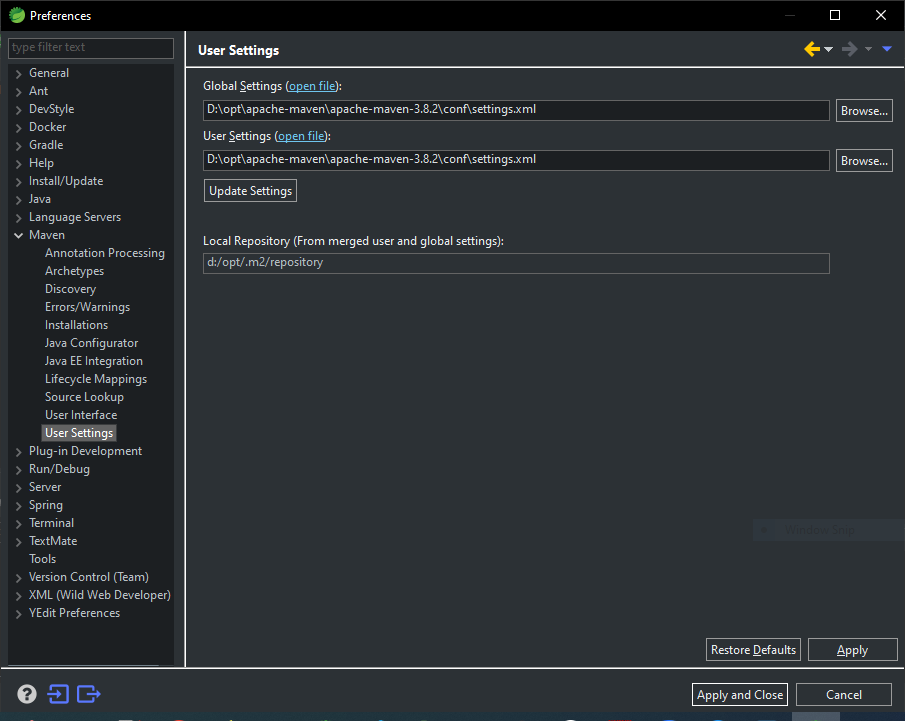 Preferences
type filter text
General
Ant
DevStyle
Docker
Gradle
Help
Install/Update
Java
Language Servers
Maven
Annotation Processing
Archetypes
Discovery
Errors/Warnings
Installations
Java Configurator
Java EE Integration
Lifecycle Mappings
Source Lookup
User Interface
User Settings
Plug-in Development
Run/Debug
Server
Spring
Terminal
TextMate
Tools
Version Control (Team)
XML (Wild Web Developer)
YEdit Preferences
User Settings
Global Settings (open file):
D:\opt\apache-maven\apache-maven-3.8.2\conf\settings.xml
Browse...
User Settings (open file):
D:\opt\apache-maven\apache-maven-3.8.2\conf\settings.xml
Browse...
Update Settings
Local Repository (From merged user and global settings):
d:/opt/.m2/repository
Window Snip
Restore Defaults
Apply
Apply and Close
Cancel